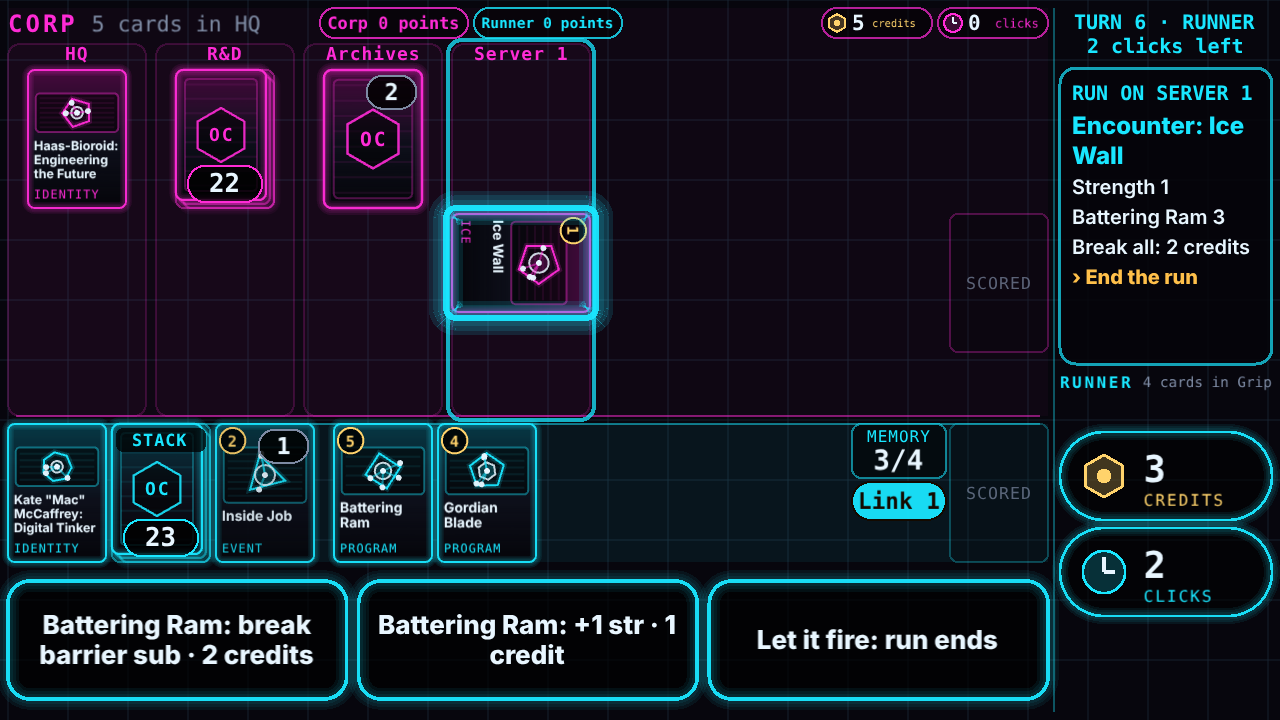 CORP 5 cards in HQ
Corp 0 points
Runner 0 points
5 credits
0 clicks
TURN 6 · RUNNER
2 clicks left
HQ
R&D
Archives
Server 1
Haas-Bioroid:
Engineering
the Future
IDENTITY
OC
22
2
OC
ICE
Ice Wall
1
SCORED
RUN ON SERVER 1
Encounter: Ice
Wall
Strength 1
Battering Ram 3
Break all: 2 credits
› End the run
RUNNER 4 cards in Grip
Kate "Mac"
McCaffrey:
Digital Tinker
IDENTITY
STACK
OC
23
2
1
Inside Job
EVENT
5
Battering
Ram
PROGRAM
4
Gordian
Blade
PROGRAM
MEMORY
3/4
Link 1
SCORED
3
CREDITS
2
CLICKS
Battering Ram: break
barrier sub · 2 credits
Battering Ram: +1 str · 1
credit
Let it fire: run ends